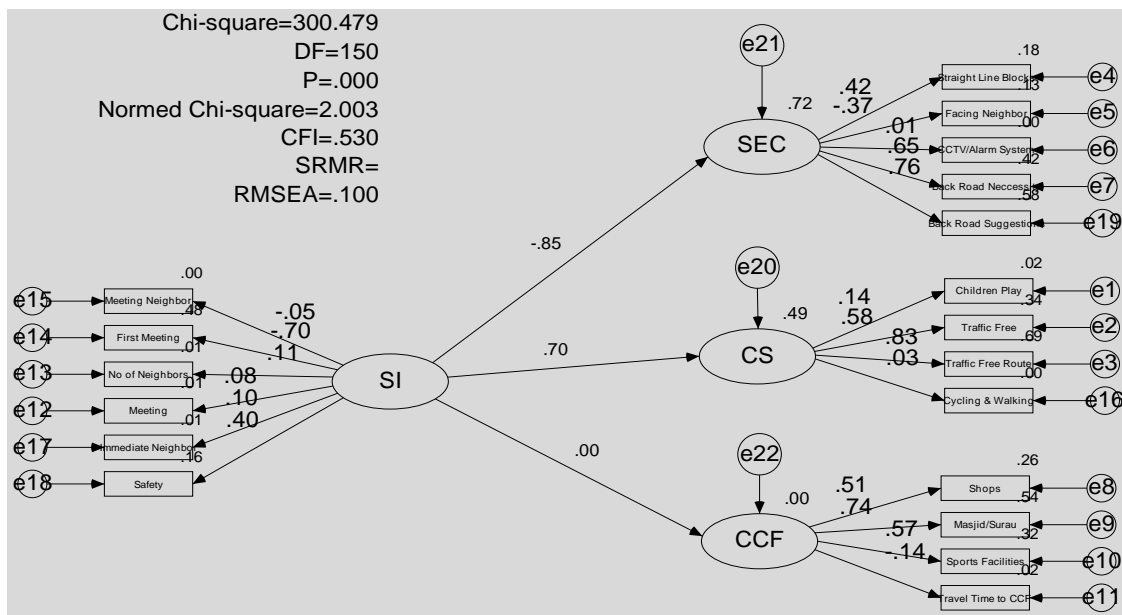 Chi-square=300.479
DF=150
P=.000
Normed Chi-square=2.003
CFI=.530
SRMR=
RMSEA=.100
e21
.72
SEC
.42
-.37
.01
.65
.76
.18
Straight Line Blocks
e4
.13
Facing Neighbor
e5
.00
CCTV/Alarm System
e6
.42
Back Road Neccess
e7
.58
Back Road Suggestions
e19
-.85
.70
.00
SI
.00
e15
Meeting Neighbor
-.05
.48
e14
First Meeting
-.70
.01
e13
No of Neighbors
.11
.01
e12
Meeting
.08
.01
e17
Immediate Neighbor
.10
.16
e18
Safety
.40
e20
.49
CS
.14
.58
.83
.03
.02
Children Play
e1
.34
Traffic Free
e2
.69
Traffic Free Route
e3
.00
Cycling & Walking
e16
e22
.00
CCF
.51
.74
.57
-.14
.26
Shops
e8
.54
Masjid/Surau
e9
.32
Sports Facilities
e10
.02
Travel Time to CCF
e11